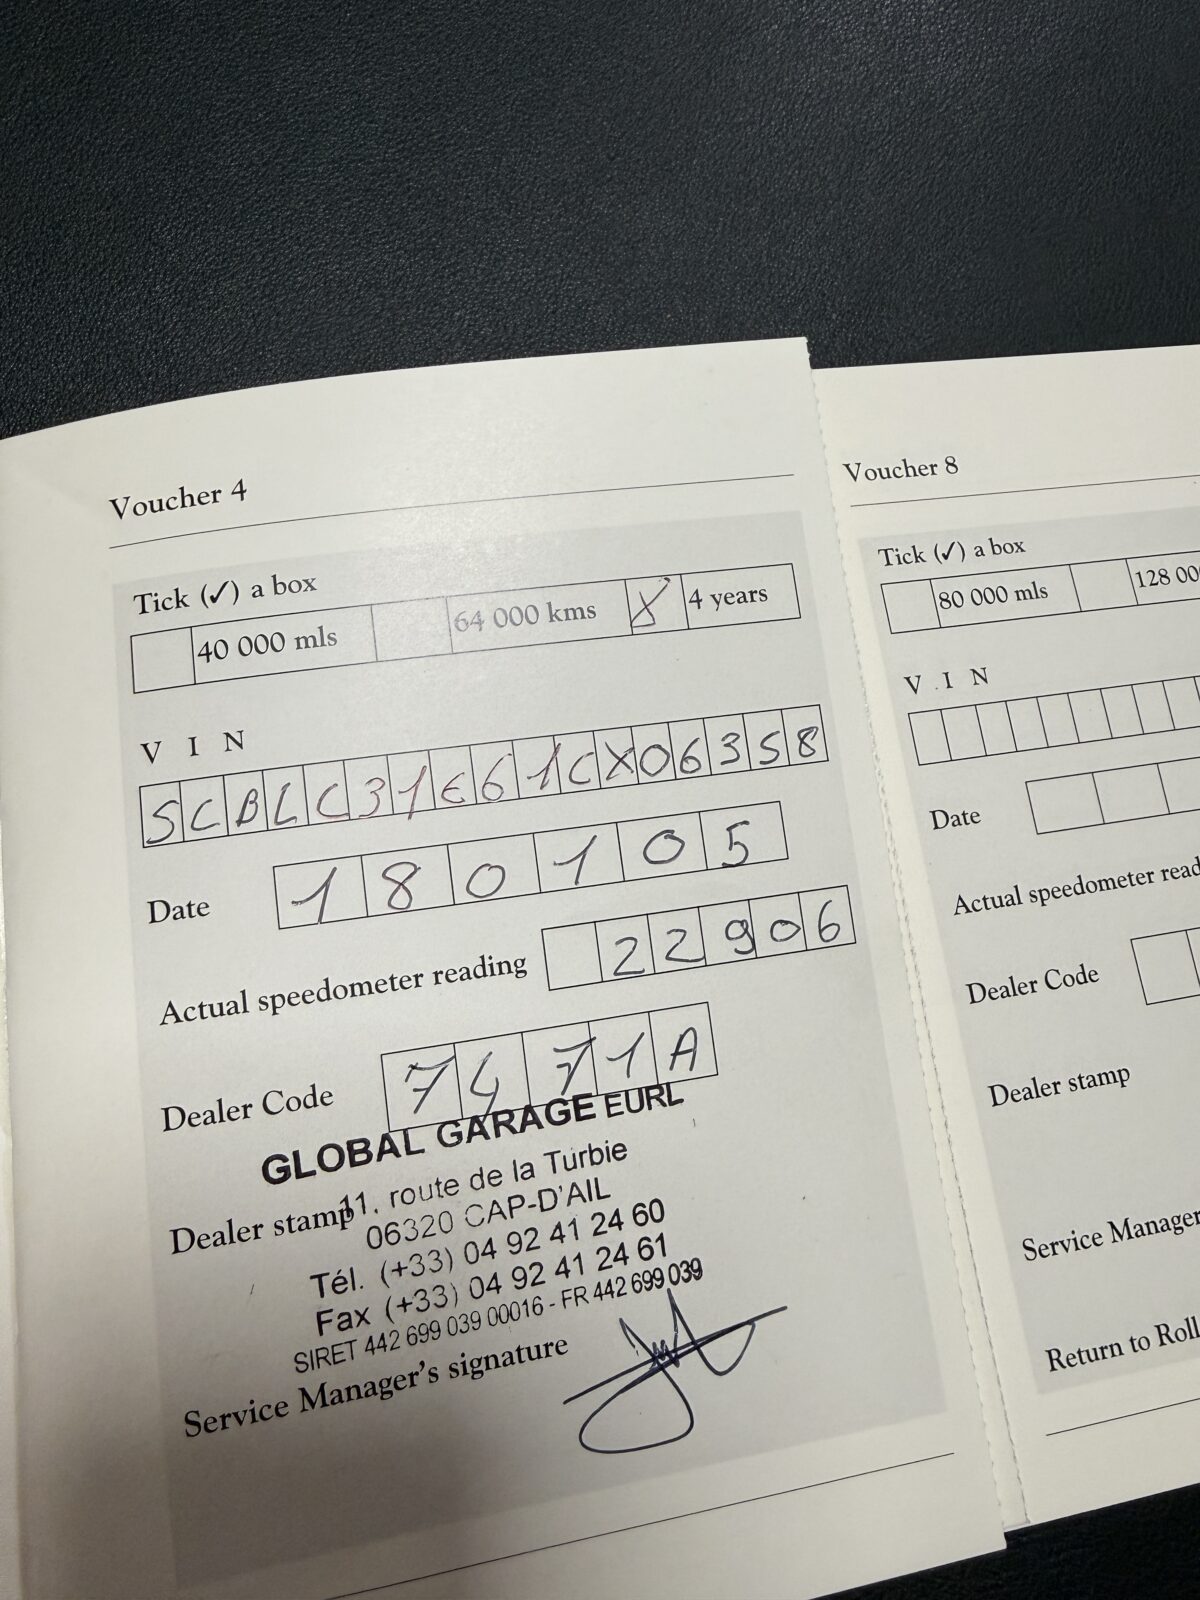 Voucher 4
Tick (✓) a box
40 000 mls 64 000 kms X 4 years
V I N
SCBLC31E61CX06358
Date 180105
Actual speedometer reading 22906
Dealer Code 7471A
GLOBAL GARAGE EURL
11, route de la Turbie
Dealer stamp
06320 CAP-D'AIL
Tél. (+33) 04 92 41 24 60
Fax (+33) 04 92 41 24 61
SIRET 442 699 039 00016 - FR 442 699 039
Service Manager's signature
Voucher 8
Tick (✓) a box
80 000 mls 128 00
V I N
Date
Actual speedometer read
Dealer Code
Dealer stamp
Service Manager
Return to Roll